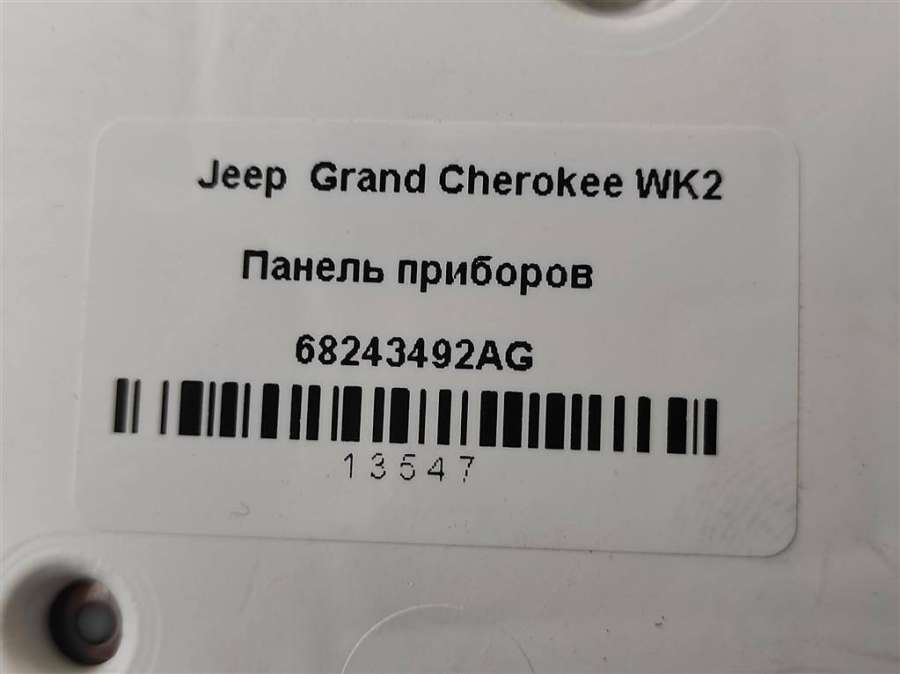 Jeep Grand Cherokee WK2
Панель приборов
68243492AG
13547